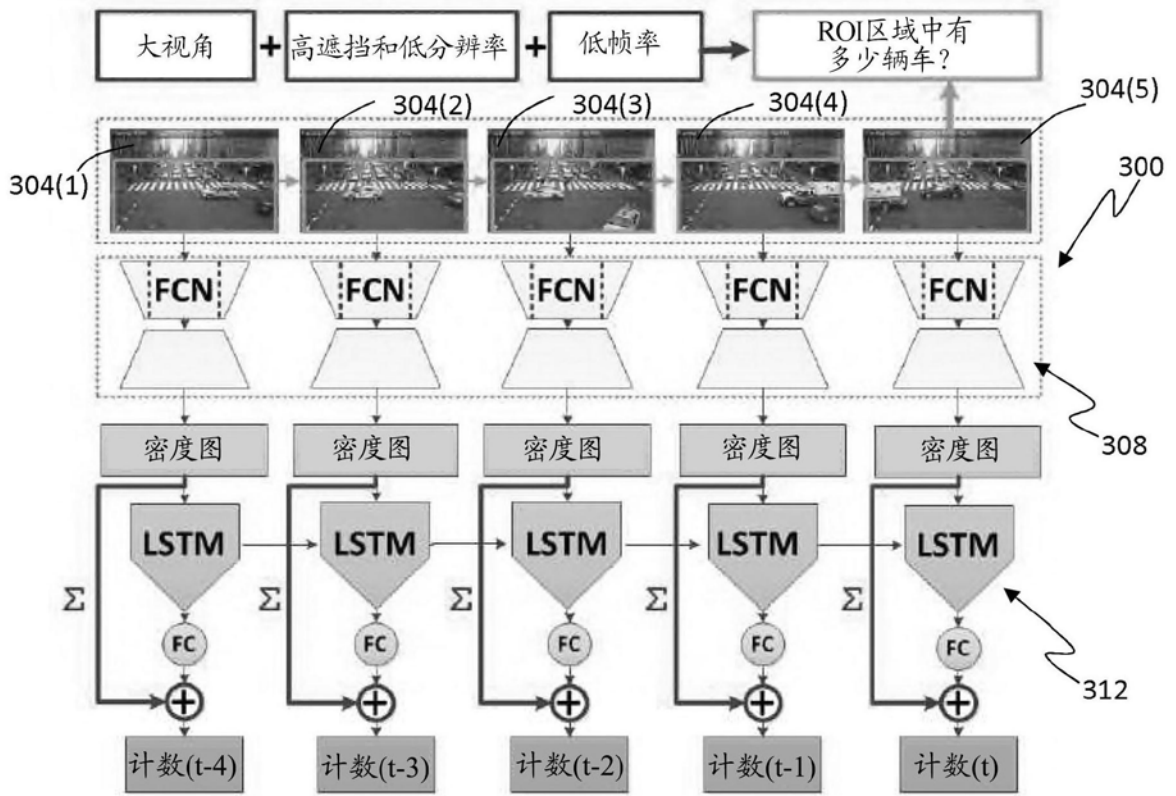 大视角
+
高遮挡和低分辨率
+
低帧率
ROI区域中有
多少辆车?
304(1)
304(2)
304(3)
304(4)
304(5)
300
FCN
FCN
FCN
FCN
FCN
308
密度图
密度图
密度图
密度图
密度图
LSTM
LSTM
LSTM
LSTM
LSTM
Σ
Σ
Σ
Σ
Σ
FC
FC
FC
FC
FC
312
+
+
+
+
+
计数(t-4)
计数(t-3)
计数(t-2)
计数(t-1)
计数(t)